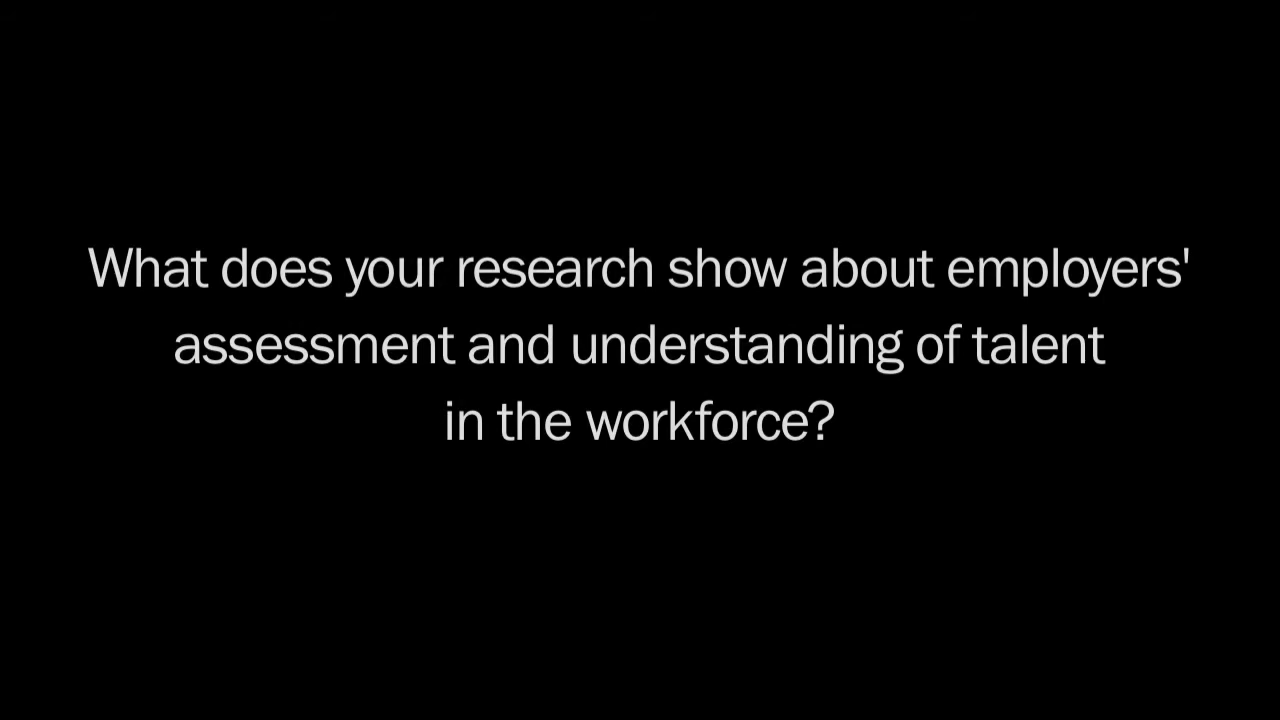 What does your research show about employers'
assessment and understanding of talent
in the workforce?